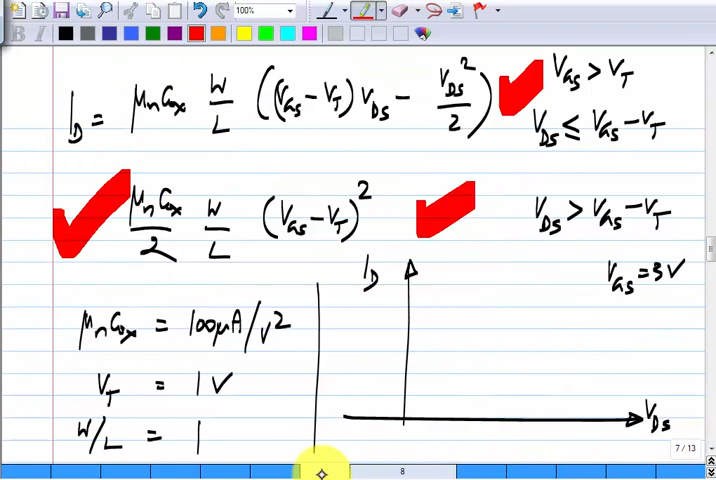 100%
B I
I_D = μnCox W/L ((V_GS − V_T) V_DS − V_DS²/2) V_GS > V_T
V_DS ≤ V_GS − V_T
μnCox/2 W/L (V_GS − V_T)² V_DS > V_GS − V_T
I_D
V_GS = 3V
μnCox = 100μA/V²
V_T = 1V
V_DS
W/L = 1
7 / 13
8